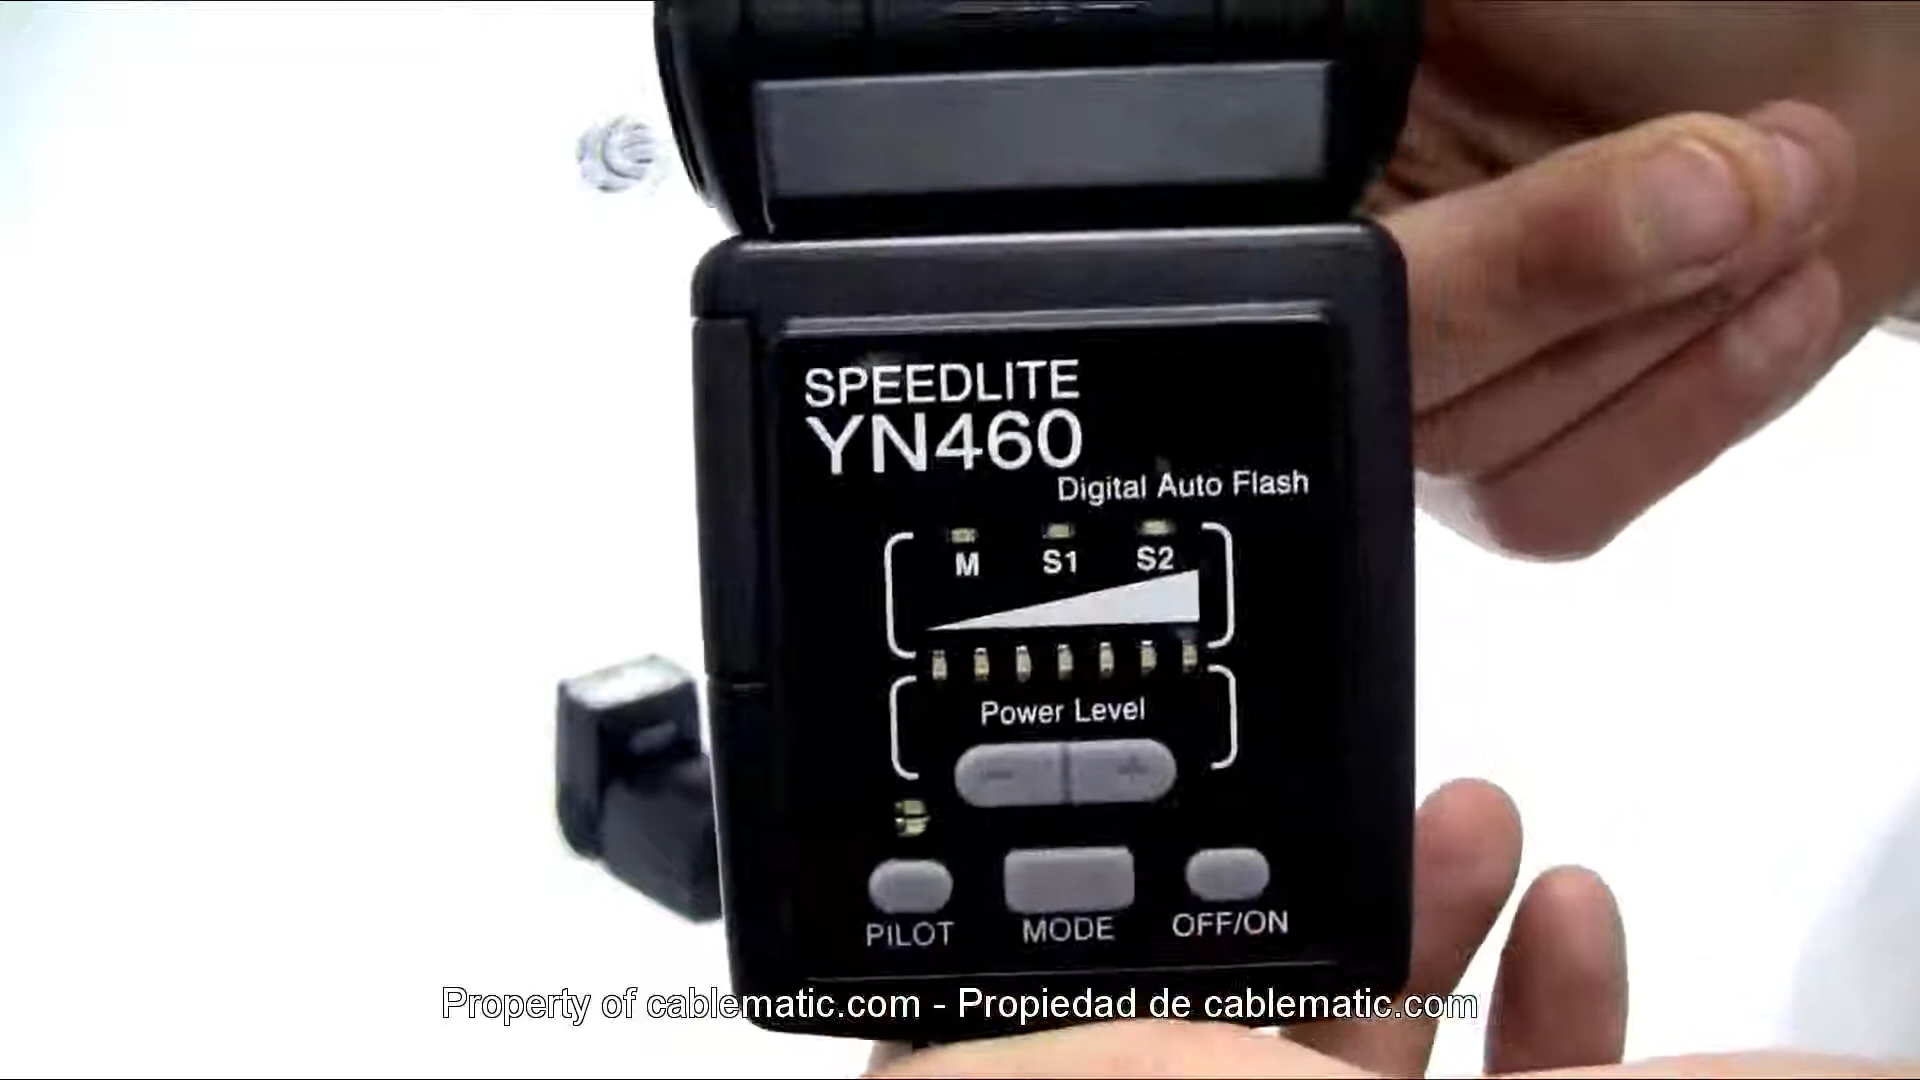 SPEEDLITE
YN460
Digital Auto Flash
M S1 S2
Power Level
- +
PILOT MODE OFF/ON
Property of cablematic.com - Propiedad de cablematic.com